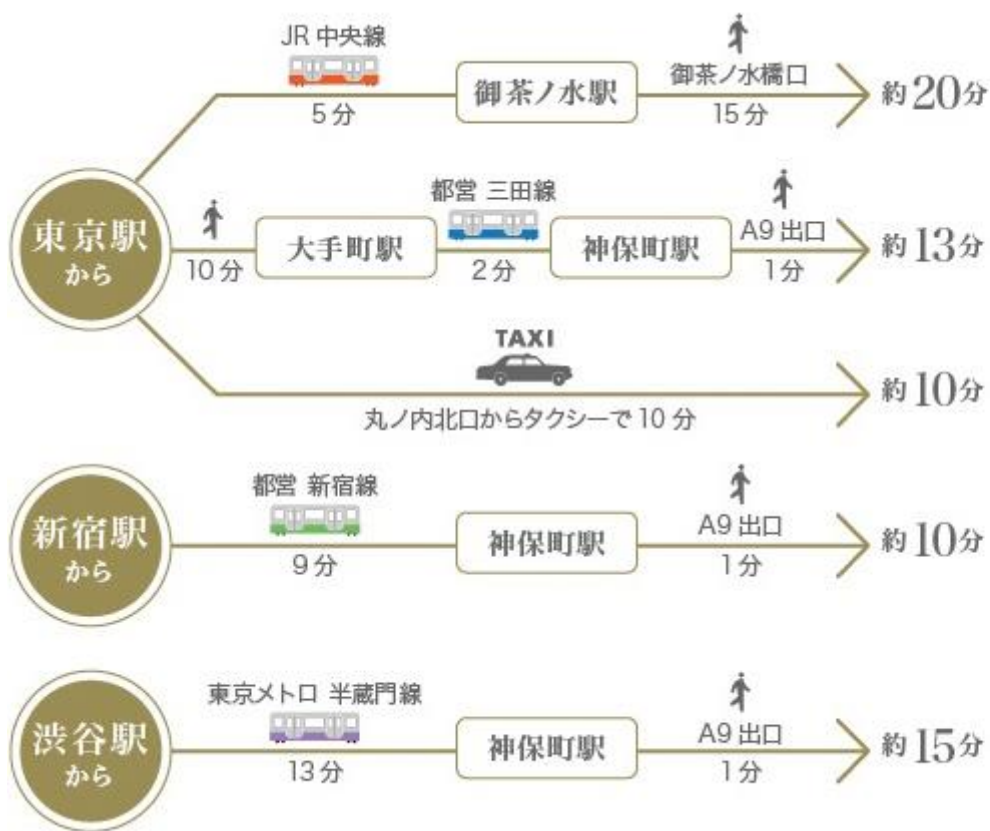 東京駅
から
JR 中央線
5分
御茶ノ水駅
御茶ノ水橋口
15分
約20分
10分
大手町駅
都営 三田線
2分
神保町駅
A9 出口
1分
約13分
TAXI
丸ノ内北口からタクシーで 10 分
約10分
新宿駅
から
都営 新宿線
9分
神保町駅
A9 出口
1分
約10分
渋谷駅
から
東京メトロ 半蔵門線
13分
神保町駅
A9 出口
1分
約15分